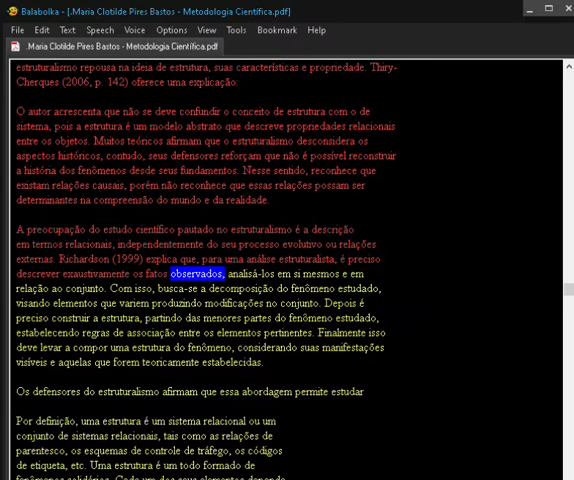 Balabolka - [.Maria Clotilde Pires Bastos - Metodologia Científica.pdf]
File Edit Text Speech Voice Options View Tools Bookmark Help
.Maria Clotilde Pires Bastos - Metodologia Científica.pdf
estruturalismo repousa na ideia de estrutura, suas características e propriedade. Thiry-
Cherques (2006, p. 142) oferece uma explicação:
O autor acrescenta que não se deve confundir o conceito de estrutura com o de
sistema, pois a estrutura é um modelo abstrato que descreve propriedades relacionais
entre os objetos. Muitos teóricos afirmam que o estruturalismo desconsidera os
aspectos históricos, contudo, seus defensores reforçam que não é possível reconstruir
a história dos fenômenos desde seus fundamentos. Nesse sentido, reconhece que
existam relações causais, porém não reconhece que essas relações possam ser
determinantes na compreensão do mundo e da realidade.
A preocupação do estudo científico pautado no estruturalismo é a descrição
em termos relacionais, independentemente do seu processo evolutivo ou relações
externas. Richardson (1999) explica que, para uma análise estruturalista, é preciso
descrever exaustivamente os fatos observados, analisá-los em si mesmos e em
relação ao conjunto. Com isso, busca-se a decomposição do fenômeno estudado,
visando elementos que variem produzindo modificações no conjunto. Depois é
preciso construir a estrutura, partindo das menores partes do fenômeno estudado,
estabelecendo regras de associação entre os elementos pertinentes. Finalmente isso
deve levar a compor uma estrutura do fenômeno, considerando suas manifestações
visíveis e aquelas que forem teoricamente estabelecidas.
Os defensores do estruturalismo afirmam que essa abordagem permite estudar
Por definição, uma estrutura é um sistema relacional ou um
conjunto de sistemas relacionais, tais como as relações de
parentesco, os esquemas de controle de tráfego, os códigos
de etiqueta, etc. Uma estrutura é um todo formado de
fenômenos solidários. Cada um dos seus elementos depende